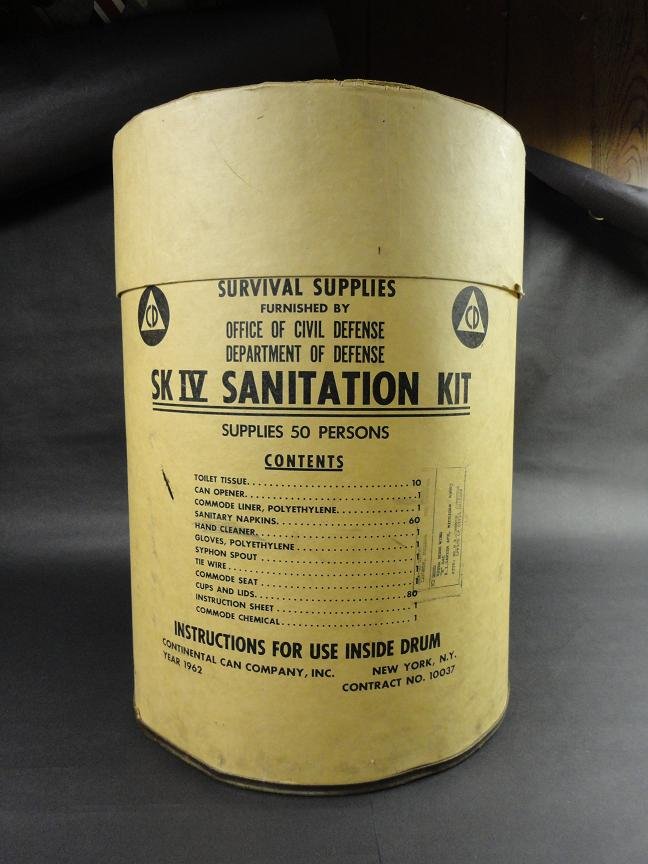 SURVIVAL SUPPLIES
FURNISHED BY
OFFICE OF CIVIL DEFENSE
DEPARTMENT OF DEFENSE
CD
CD
SK IV SANITATION KIT
SUPPLIES 50 PERSONS
CONTENTS
TOILET TISSUE. . . . . . . . . . . . . . . . . . . . . . . . . . 10
CAN OPENER. . . . . . . . . . . . . . . . . . . . . . . . . . . 1
COMMODE LINER, POLYETHYLENE. . . . . . . . . . . . 1
SANITARY NAPKINS. . . . . . . . . . . . . . . . . . . . . . 60
HAND CLEANER. . . . . . . . . . . . . . . . . . . . . . . . . 1
GLOVES, POLYETHYLENE . . . . . . . . . . . . . . . . . . 1
SYPHON SPOUT . . . . . . . . . . . . . . . . . . . . . . . . 1
TIE WIRE . . . . . . . . . . . . . . . . . . . . . . . . . . . . . 1
COMMODE SEAT . . . . . . . . . . . . . . . . . . . . . . . . 1
CUPS AND LIDS. . . . . . . . . . . . . . . . . . . . . . . . . 80
INSTRUCTION SHEET . . . . . . . . . . . . . . . . . . . . . 1
COMMODE CHEMICAL . . . . . . . . . . . . . . . . . . . . . 1
INSTRUCTIONS FOR USE INSIDE DRUM
CONTINENTAL CAN COMPANY, INC. NEW YORK, N.Y.
YEAR 1962 CONTRACT NO. 10037